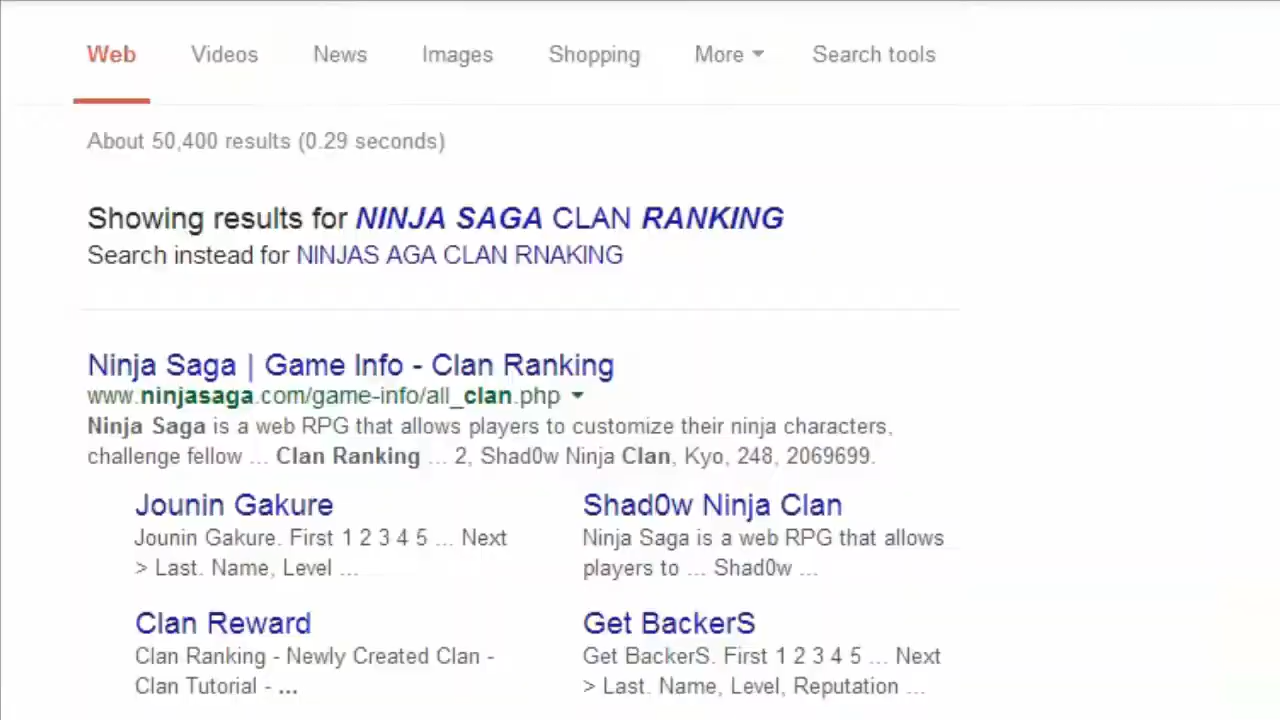 Web Videos News Images Shopping More Search tools
About 50,400 results (0.29 seconds)
Showing results for NINJA SAGA CLAN RANKING
Search instead for NINJAS AGA CLAN RNAKING
Ninja Saga | Game Info - Clan Ranking
www.ninjasaga.com/game-info/all_clan.php
Ninja Saga is a web RPG that allows players to customize their ninja characters,
challenge fellow ... Clan Ranking ... 2, Shad0w Ninja Clan, Kyo, 248, 2069699.
Jounin Gakure
Jounin Gakure. First 1 2 3 4 5 ... Next
> Last. Name, Level ...
Shad0w Ninja Clan
Ninja Saga is a web RPG that allows
players to ... Shad0w ...
Clan Reward
Clan Ranking - Newly Created Clan -
Clan Tutorial - ...
Get BackerS
Get BackerS. First 1 2 3 4 5 ... Next
> Last. Name, Level, Reputation ...